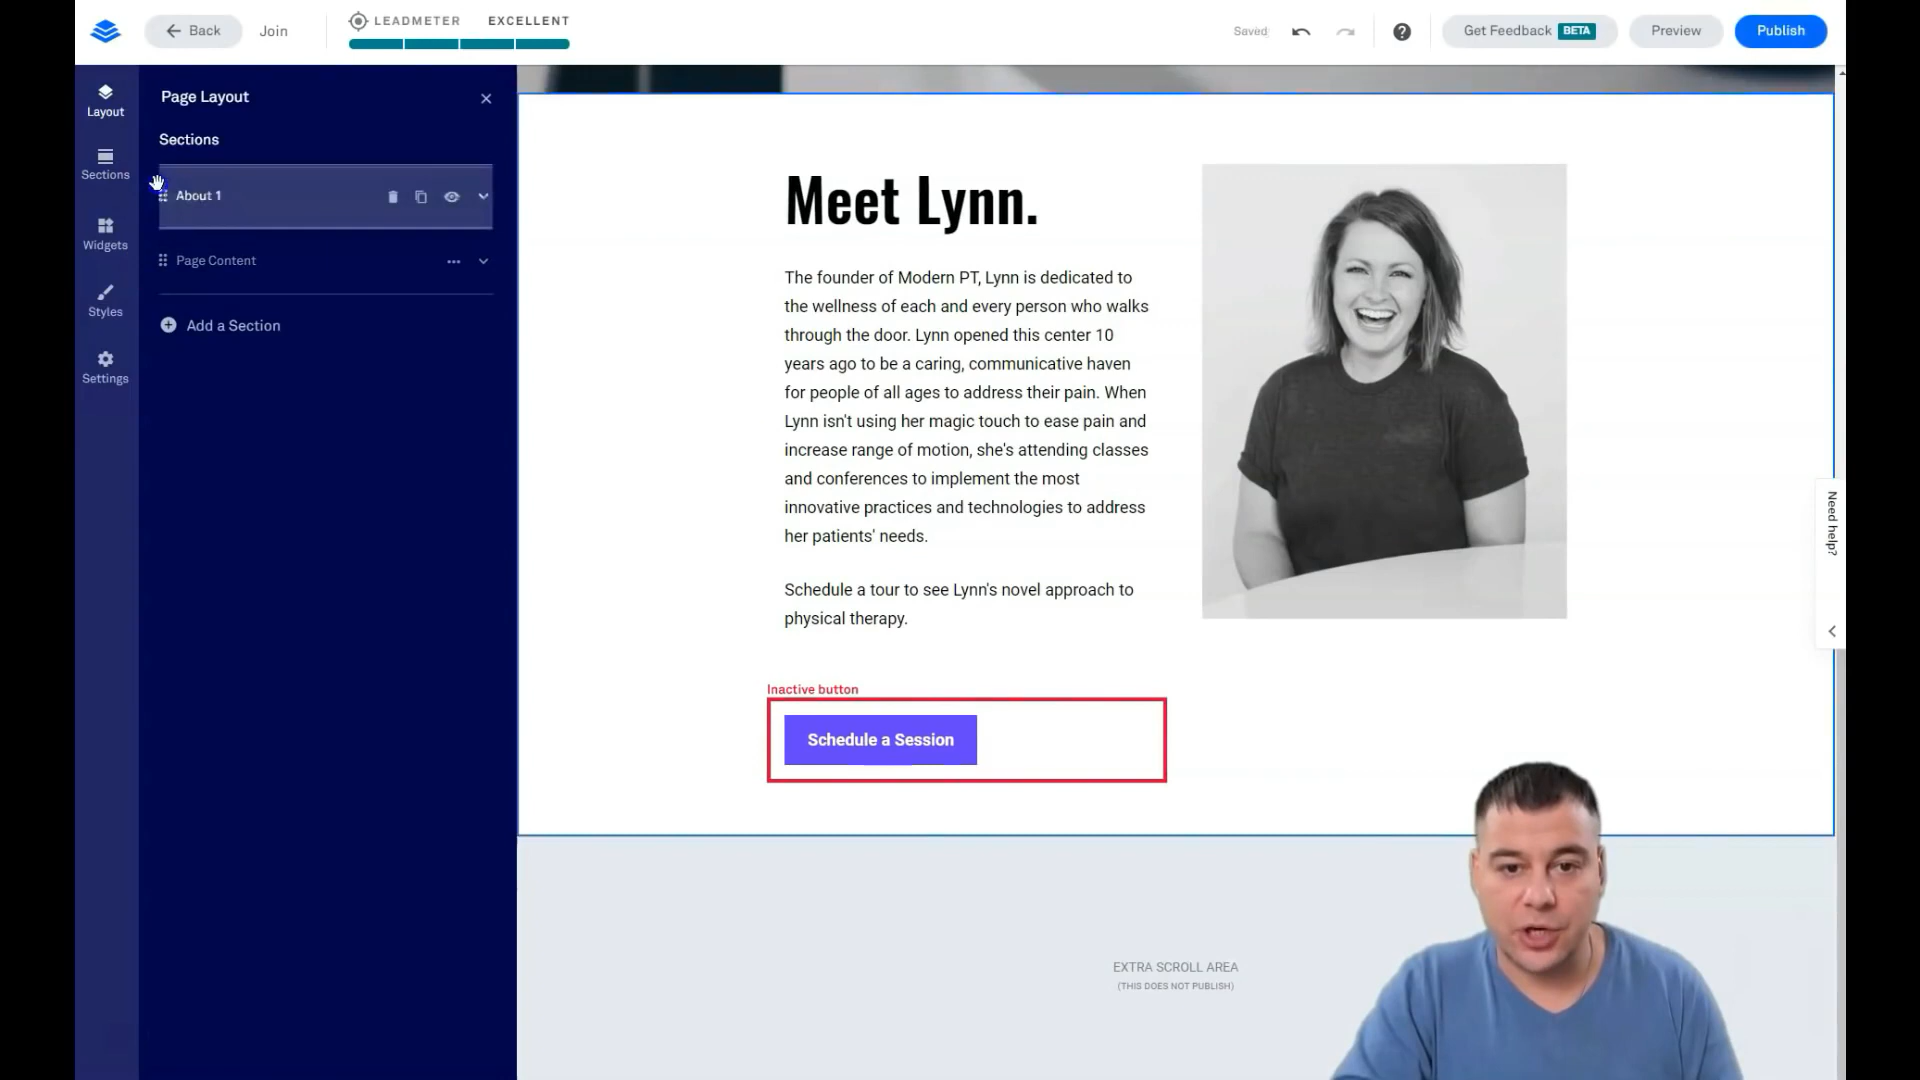 Back
Join
LEADMETER
EXCELLENT
Saved
Get Feedback BETA
Preview
Publish
Layout
Sections
Widgets
Styles
Settings
Page Layout
Sections
About 1
Page Content
Add a Section
Meet Lynn.
The founder of Modern PT, Lynn is dedicated to
the wellness of each and every person who walks
through the door. Lynn opened this center 10
years ago to be a caring, communicative haven
for people of all ages to address their pain. When
Lynn isn't using her magic touch to ease pain and
increase range of motion, she's attending classes
and conferences to implement the most
innovative practices and technologies to address
her patients' needs.
Schedule a tour to see Lynn's novel approach to
physical therapy.
Inactive button
Schedule a Session
EXTRA SCROLL AREA
(THIS DOES NOT PUBLISH)
Need help?